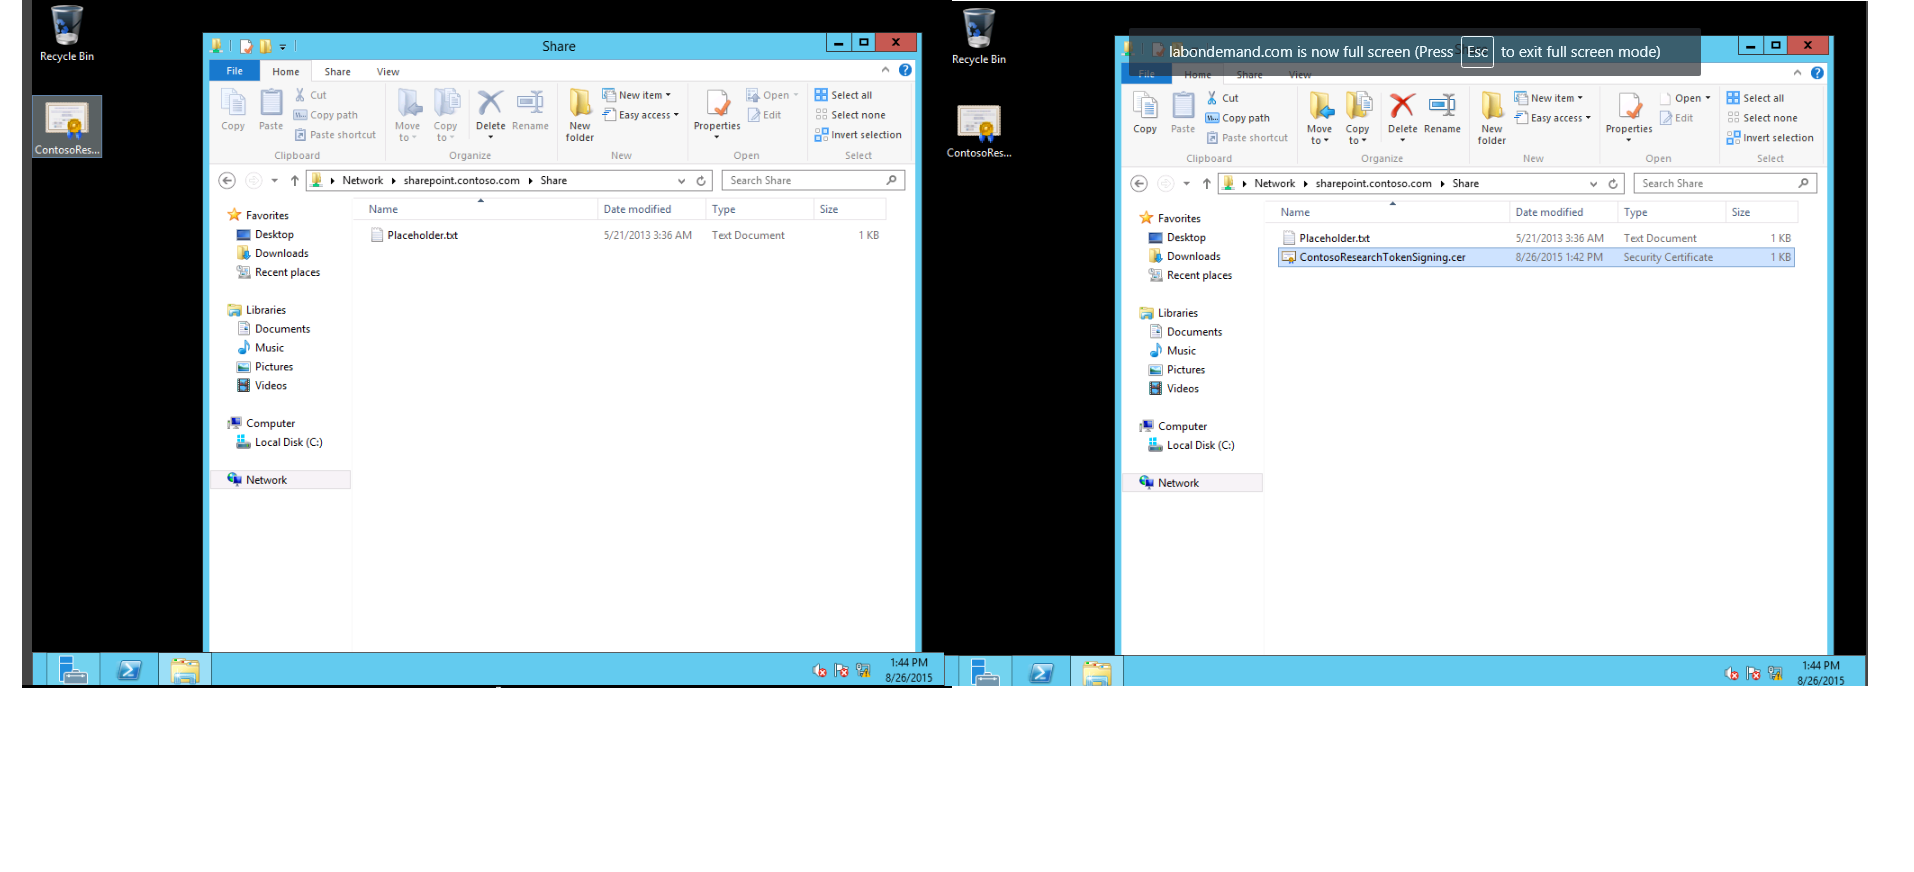 Recycle Bin
ContosoRes...
Share
File Home Share View
Copy Paste Cut Copy path Paste shortcut
Clipboard
Move to Copy to Delete Rename
Organize
New folder New item Easy access
New
Properties Open Edit
Open
Select all Select none Invert selection
Select
Network sharepoint.contoso.com Share
Search Share
Name Date modified Type Size
Placeholder.txt 5/21/2013 3:36 AM Text Document 1 KB
Favorites
Desktop
Downloads
Recent places
Libraries
Documents
Music
Pictures
Videos
Computer
Local Disk (C:)
Network
1:44 PM
8/26/2015
Recycle Bin
ContosoRes...
labondemand.com is now full screen (Press Esc to exit full screen mode)
File Home Share View
Copy Paste Cut Copy path Paste shortcut
Clipboard
Move to Copy to Delete Rename
Organize
New folder New item Easy access
New
Properties Open Edit
Open
Select all Select none Invert selection
Select
Network sharepoint.contoso.com Share
Search Share
Name Date modified Type Size
Placeholder.txt 5/21/2013 3:36 AM Text Document 1 KB
ContosoResearchTokenSigning.cer 8/26/2015 1:42 PM Security Certificate 1 KB
Favorites
Desktop
Downloads
Recent places
Libraries
Documents
Music
Pictures
Videos
Computer
Local Disk (C:)
Network
1:44 PM
8/26/2015